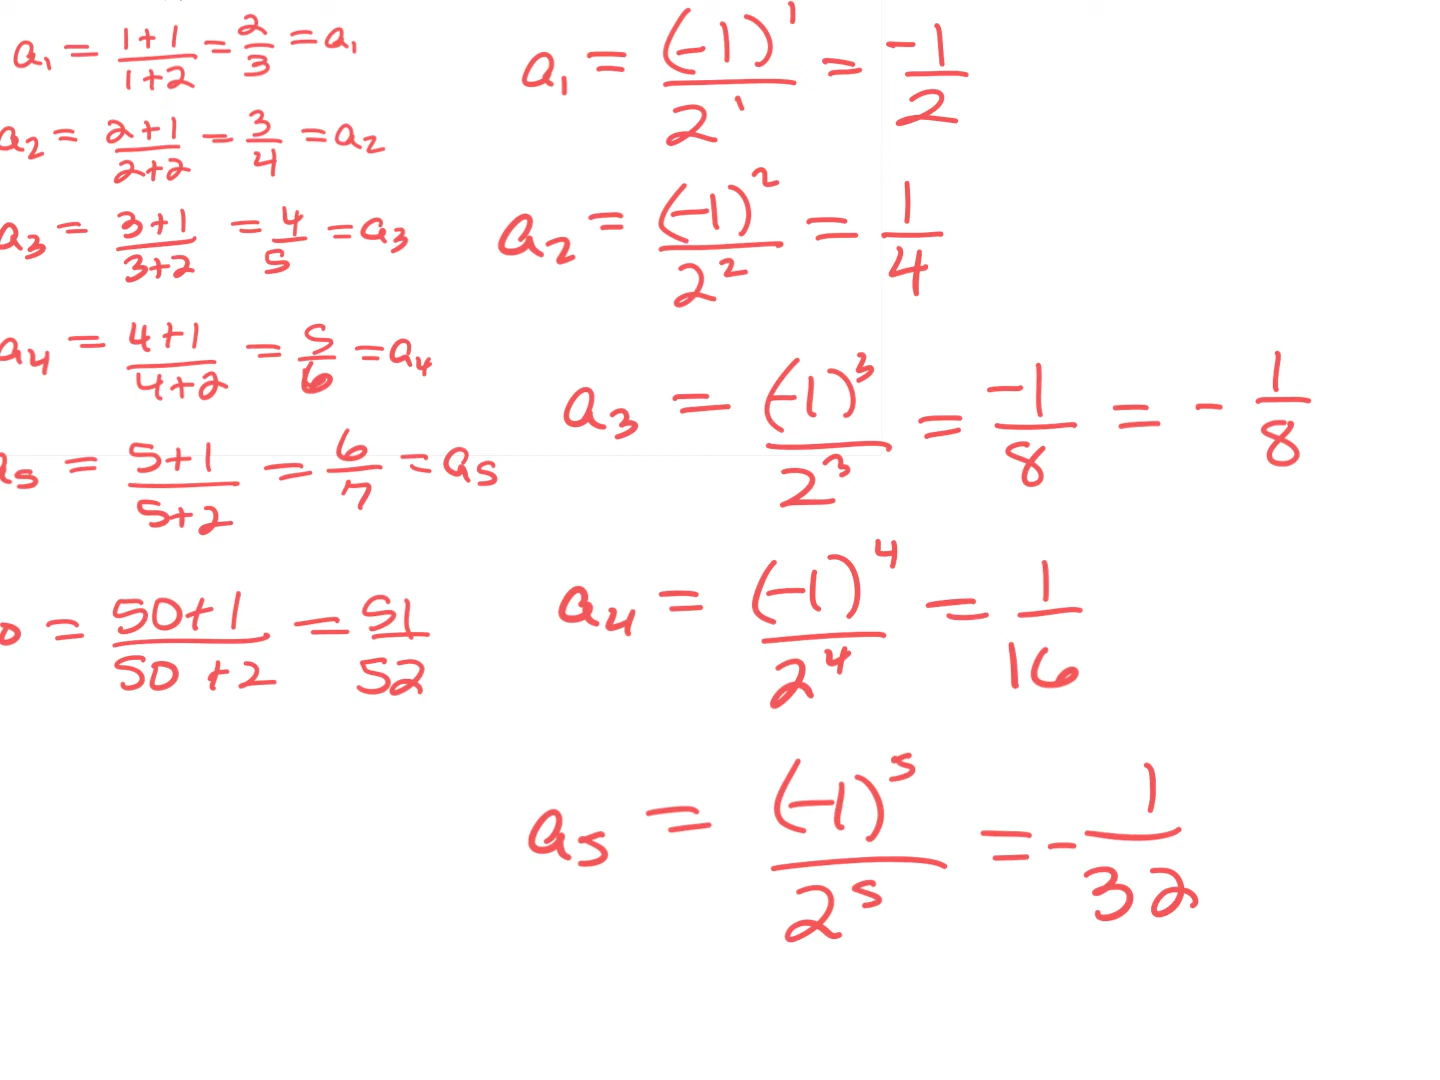 a₁ = (1+1)/(1+2) = 2/3 = a₁
a₂ = (2+1)/(2+2) = 3/4 = a₂
a₃ = (3+1)/(3+2) = 4/5 = a₃
a₄ = (4+1)/(4+2) = 5/6 = a₄
a₅ = (5+1)/(5+2) = 6/7 = a₅
0 = (50+1)/(50+2) = 51/52
a₁ = (-1)¹/2¹ = -1/2
a₂ = (-1)²/2² = 1/4
a₃ = (-1)³/2³ = -1/8 = - 1/8
a₄ = (-1)⁴/2⁴ = 1/16
a₅ = (-1)⁵/2⁵ = - 1/32